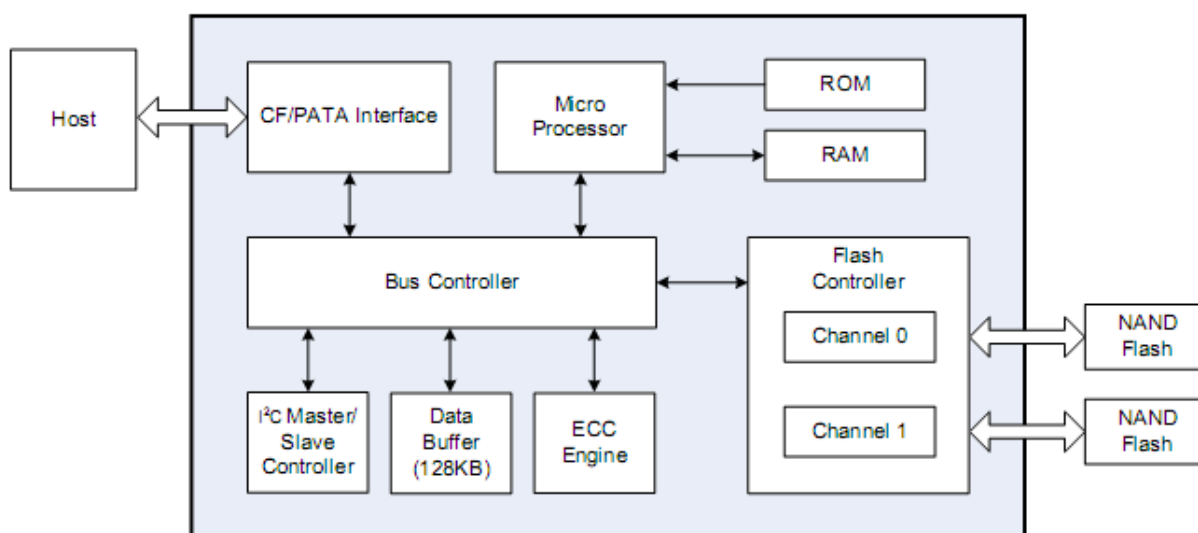 Host
CF/PATA Interface
Micro
Processor
ROM
RAM
Bus Controller
Flash
Controller
Channel 0
Channel 1
NAND
Flash
NAND
Flash
I²C Master/
Slave
Controller
Data
Buffer
(128KB)
ECC
Engine